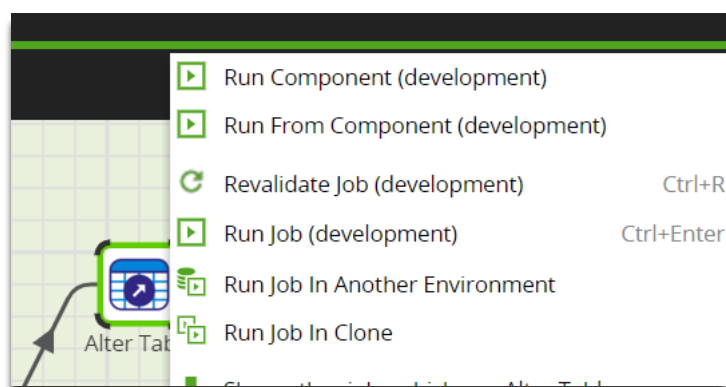 Run Component (development)
Run From Component (development)
Revalidate Job (development) Ctrl+R
Run Job (development) Ctrl+Enter
Run Job In Another Environment
Alter Tab
Run Job In Clone